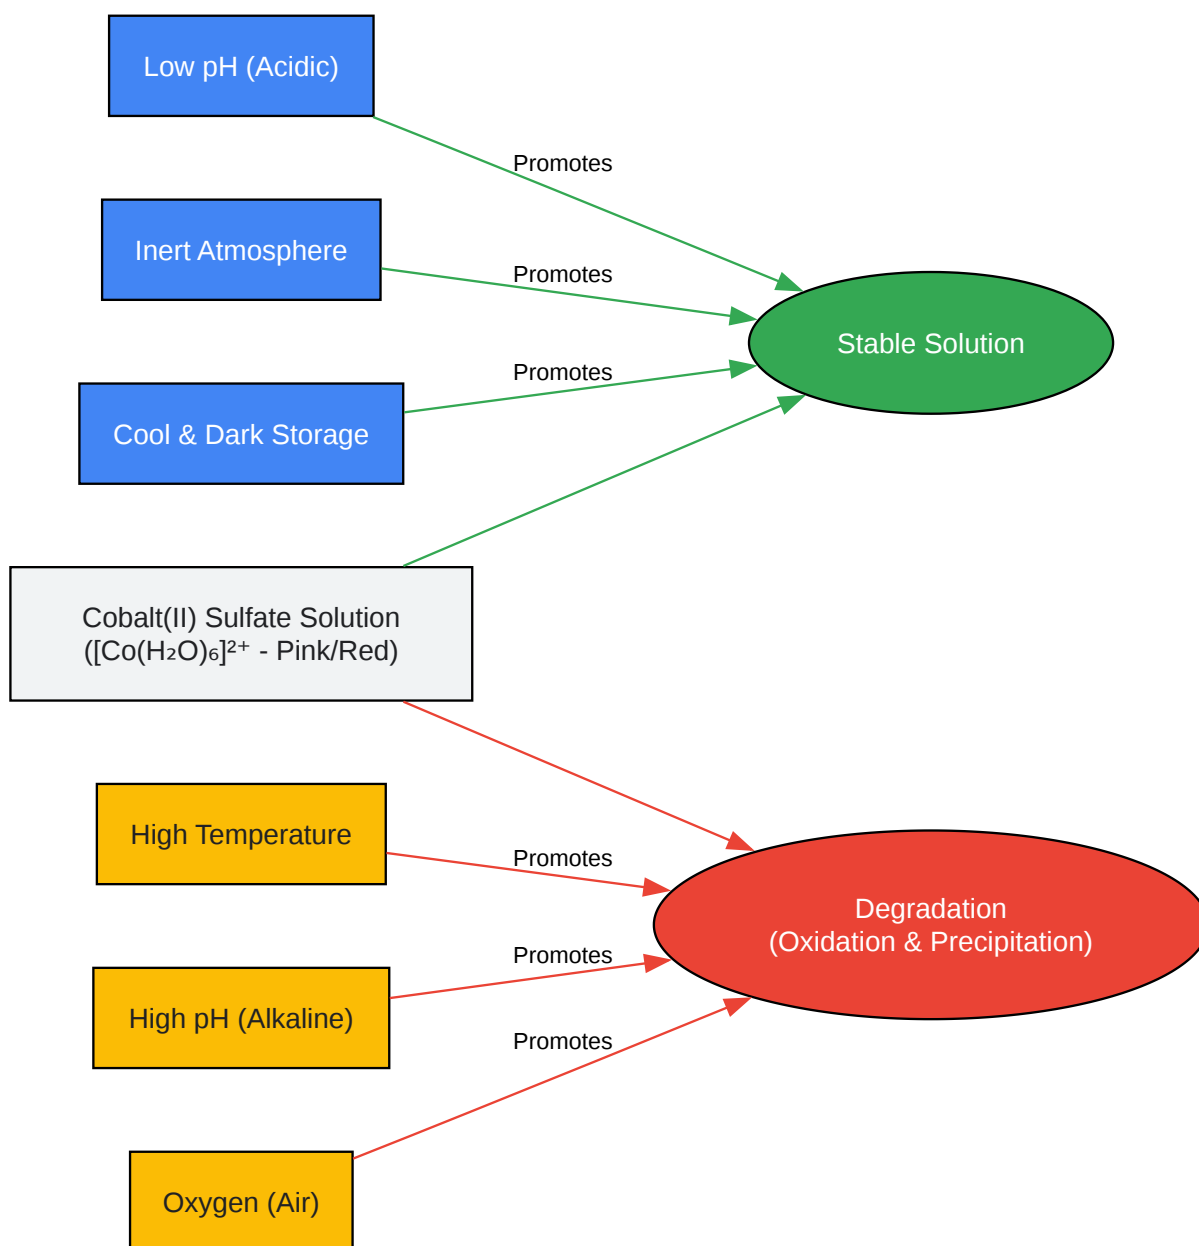 Low pH (Acidic)
Promotes
Inert Atmosphere
Promotes
Stable Solution
Promotes
Cool & Dark Storage
Cobalt(II) Sulfate Solution
([Co(H₂O)₆]²⁺ - Pink/Red)
High Temperature
Promotes
Degradation
(Oxidation & Precipitation)
Promotes
High pH (Alkaline)
Promotes
Oxygen (Air)